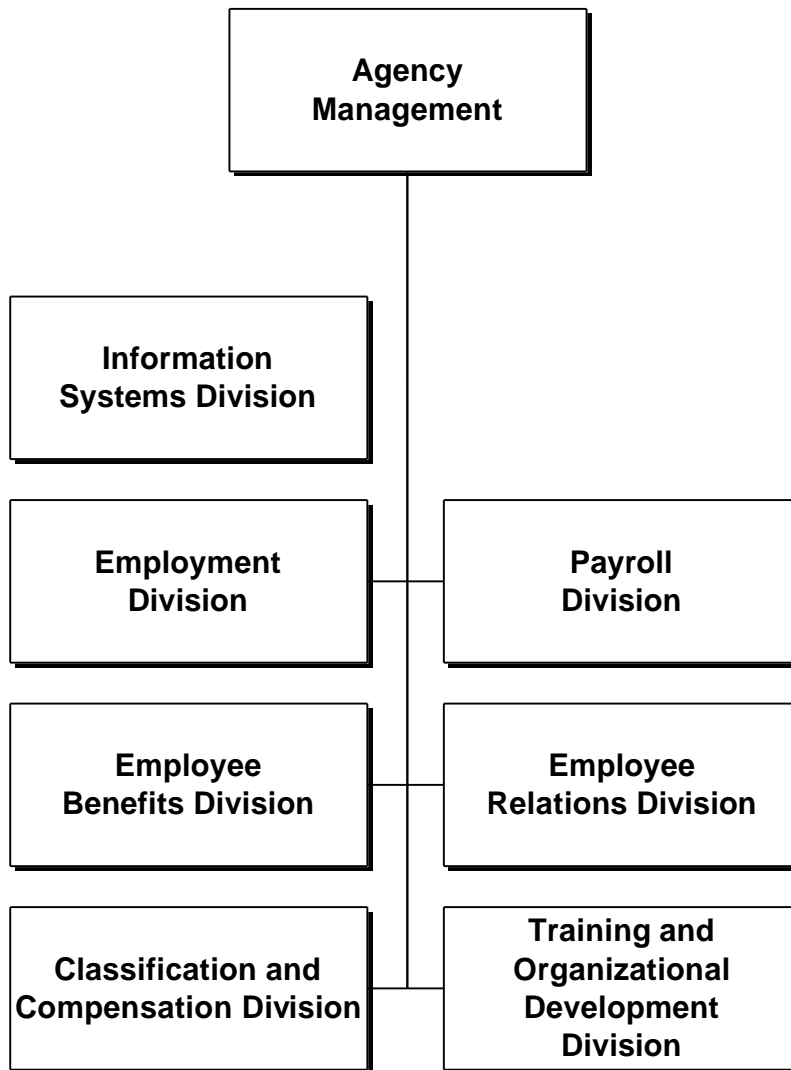 Agency
Management
Information
Systems Division
Employment
Division
Payroll
Division
Employee
Benefits Division
Employee
Relations Division
Classification and
Compensation Division
Training and
Organizational
Development
Division